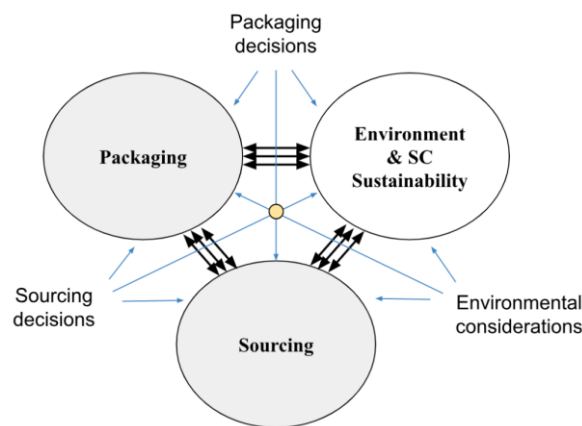 Packaging
decisions
Packaging
Environment
& SC
Sustainability
Sourcing
decisions
Sourcing
Environmental
considerations